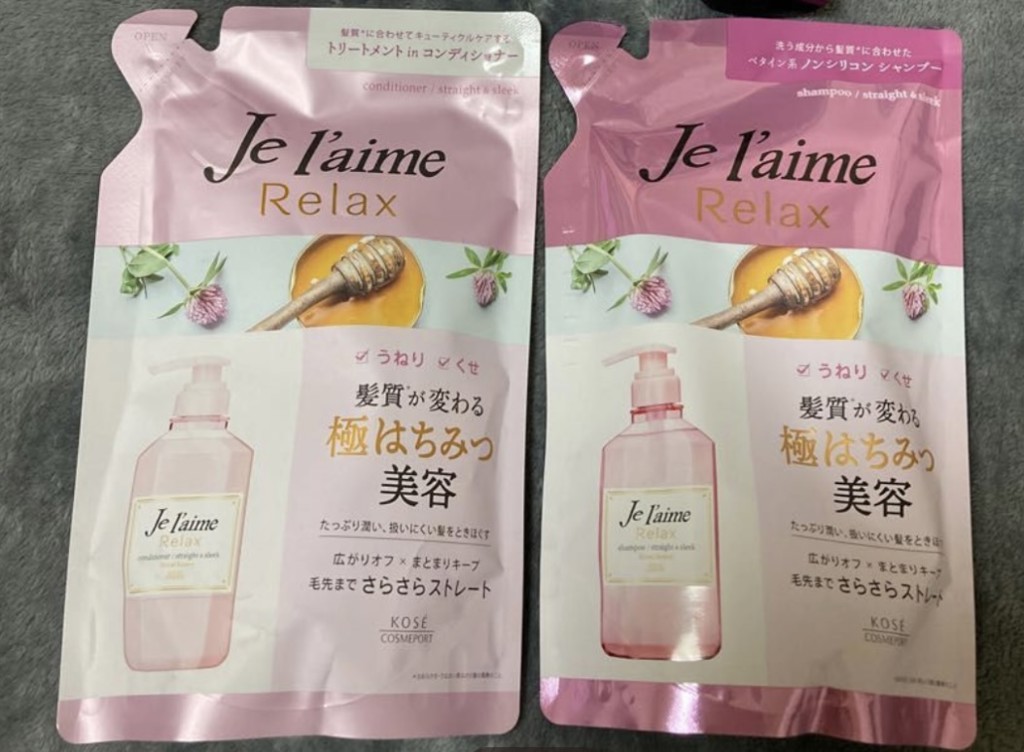 OPEN
髪質*に合わせてキューティクルケアする
トリートメント in コンディショナー
conditioner / straight & sleek
Je l'aime
Relax
うねり くせ
髪質*が変わる
極はちみつ
美容
Je l'aime
Relax
conditioner / straight & sleek
たっぷり潤い、扱いにくい髪をときほぐす
広がりオフ × まとまりキープ
毛先まで さらさらストレート
KOSÉ
COSMEPORT
OPEN
洗う成分から髪質*に合わせた
ベタイン系 ノンシリコン シャンプー
shampoo / straight & sleek
Je l'aime
Relax
うねり くせ
髪質*が変わる
極はちみつ
美容
Je l'aime
Relax
shampoo / straight & sleek
たっぷり潤い、扱いにくい髪をときほ
広がりオフ × まとまりキープ
毛先まで さらさらストレート
KOSÉ
COSMEPORT